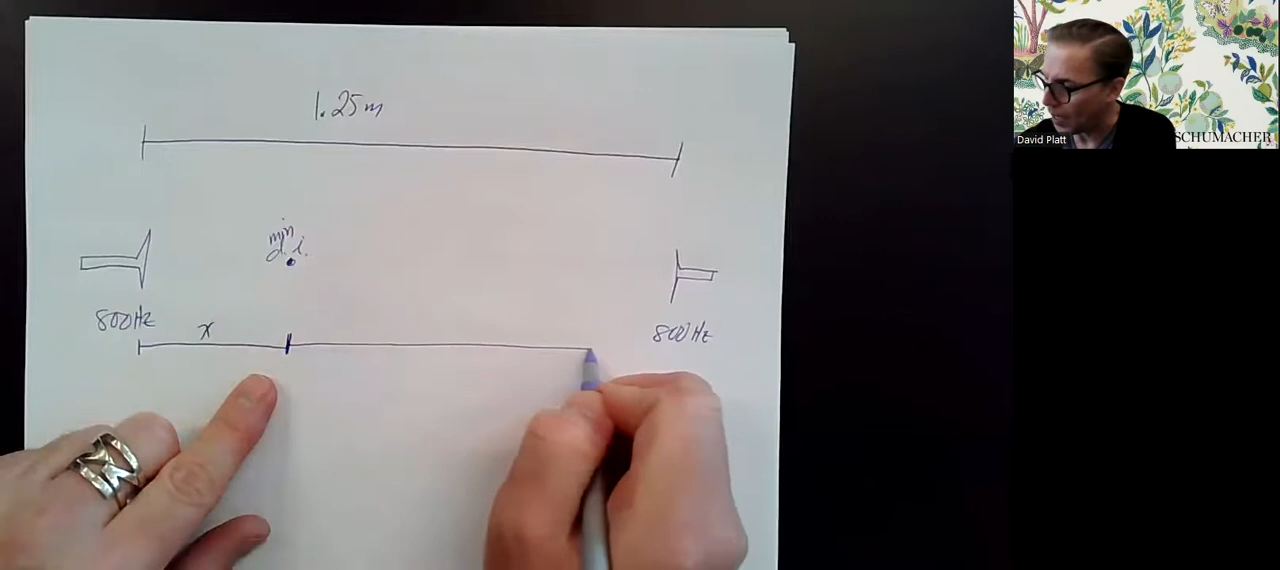 1.25m
min
d.i.
800Hz
800Hz
x
David Platt
SCHUMACHER